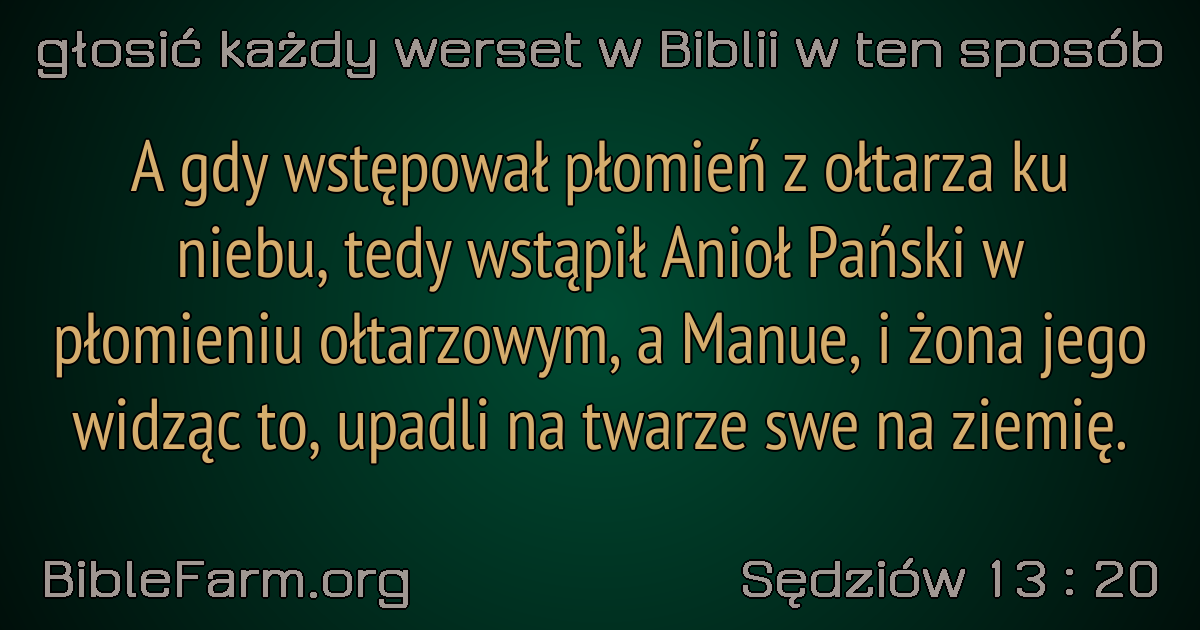 głosić każdy werset w Biblii w ten sposób
A gdy wstępował płomień z ołtarza ku
niebu, tedy wstąpił Anioł Pański w
płomieniu ołtarzowym, a Manue, i żona jego
widząc to, upadli na twarze swe na ziemię.
BibleFarm.org
Sędziów 13 : 20